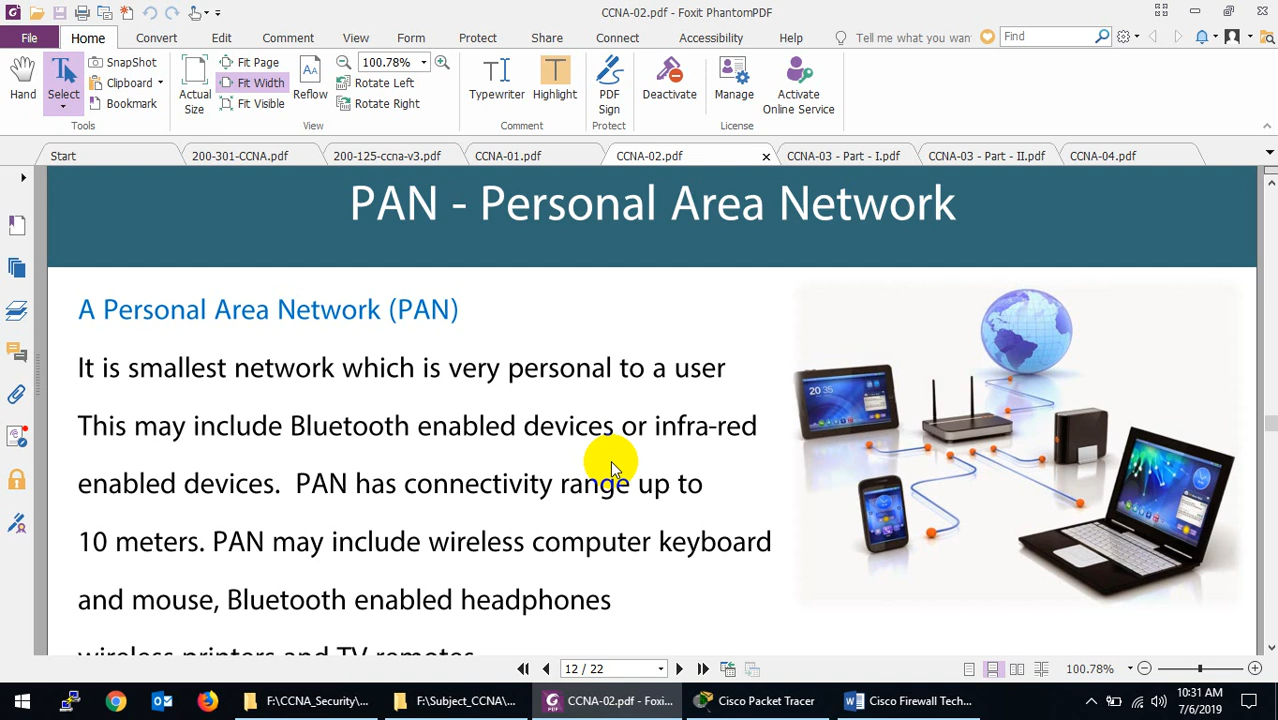 CCNA-02.pdf - Foxit PhantomPDF
File Home Convert Edit Comment View Form Protect Share Connect Accessibility Help Tell me what you want Find
Hand
Select
SnapShot
Clipboard
Bookmark
Tools
Actual Size
Fit Page
Fit Width
Fit Visible
Reflow
100.78%
Rotate Left
Rotate Right
View
Typewriter
Highlight
Comment
PDF Sign
Protect
Deactivate
Manage
Activate Online Service
License
Start 200-301-CCNA.pdf 200-125-ccna-v3.pdf CCNA-01.pdf CCNA-02.pdf CCNA-03 - Part - I.pdf CCNA-03 - Part - II.pdf CCNA-04.pdf
PAN - Personal Area Network
A Personal Area Network (PAN)
It is smallest network which is very personal to a user
This may include Bluetooth enabled devices or infra-red
enabled devices. PAN has connectivity range up to
10 meters. PAN may include wireless computer keyboard
and mouse, Bluetooth enabled headphones
wireless printers and TV remotes
20 35
12 / 22
100.78%
F:\CCNA_Security\... F:\Subject_CCNA\... CCNA-02.pdf - Foxi... Cisco Packet Tracer Cisco Firewall Tech...
10:31 AM
7/6/2019